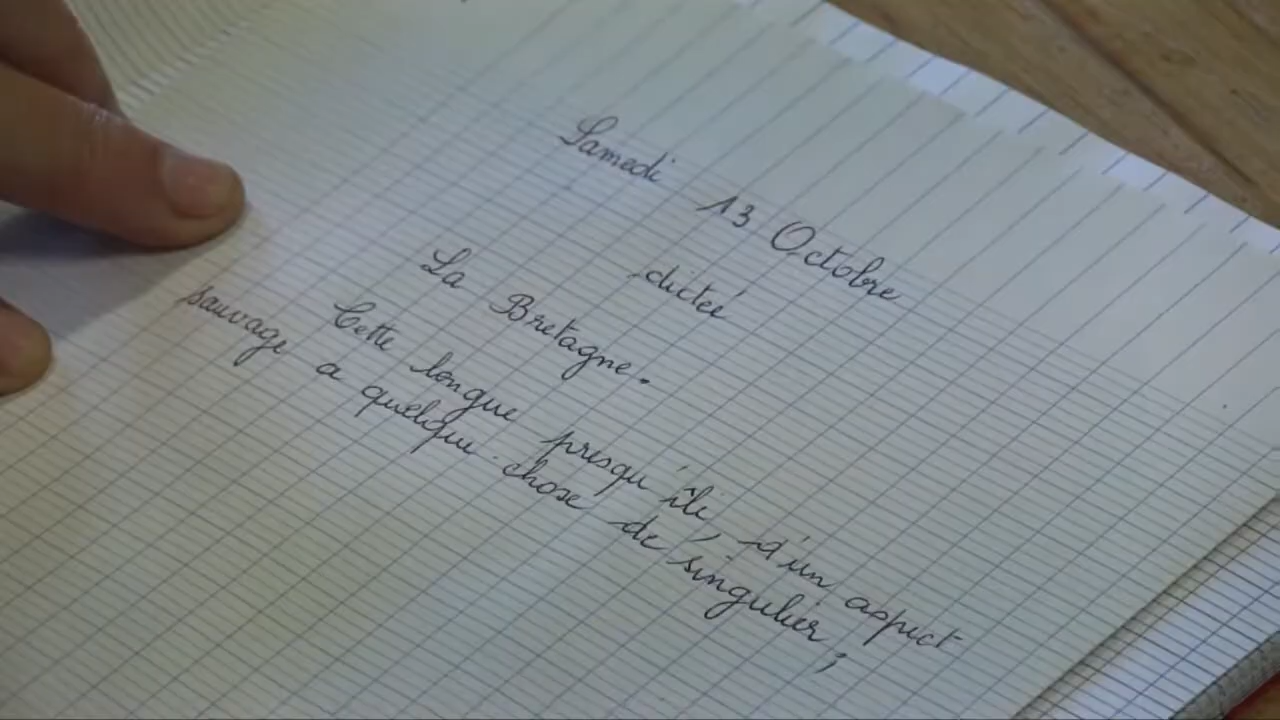 Samedi 13 Octobre
dictée
La Bretagne.
Cette longue presqu'île, d'un aspect
sauvage a quelque chose de singulier ;